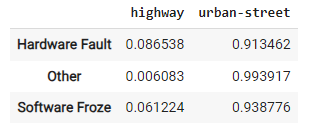 highway urban-street
Hardware Fault 0.086538 0.913462
Other 0.006083 0.993917
Software Froze 0.061224 0.938776